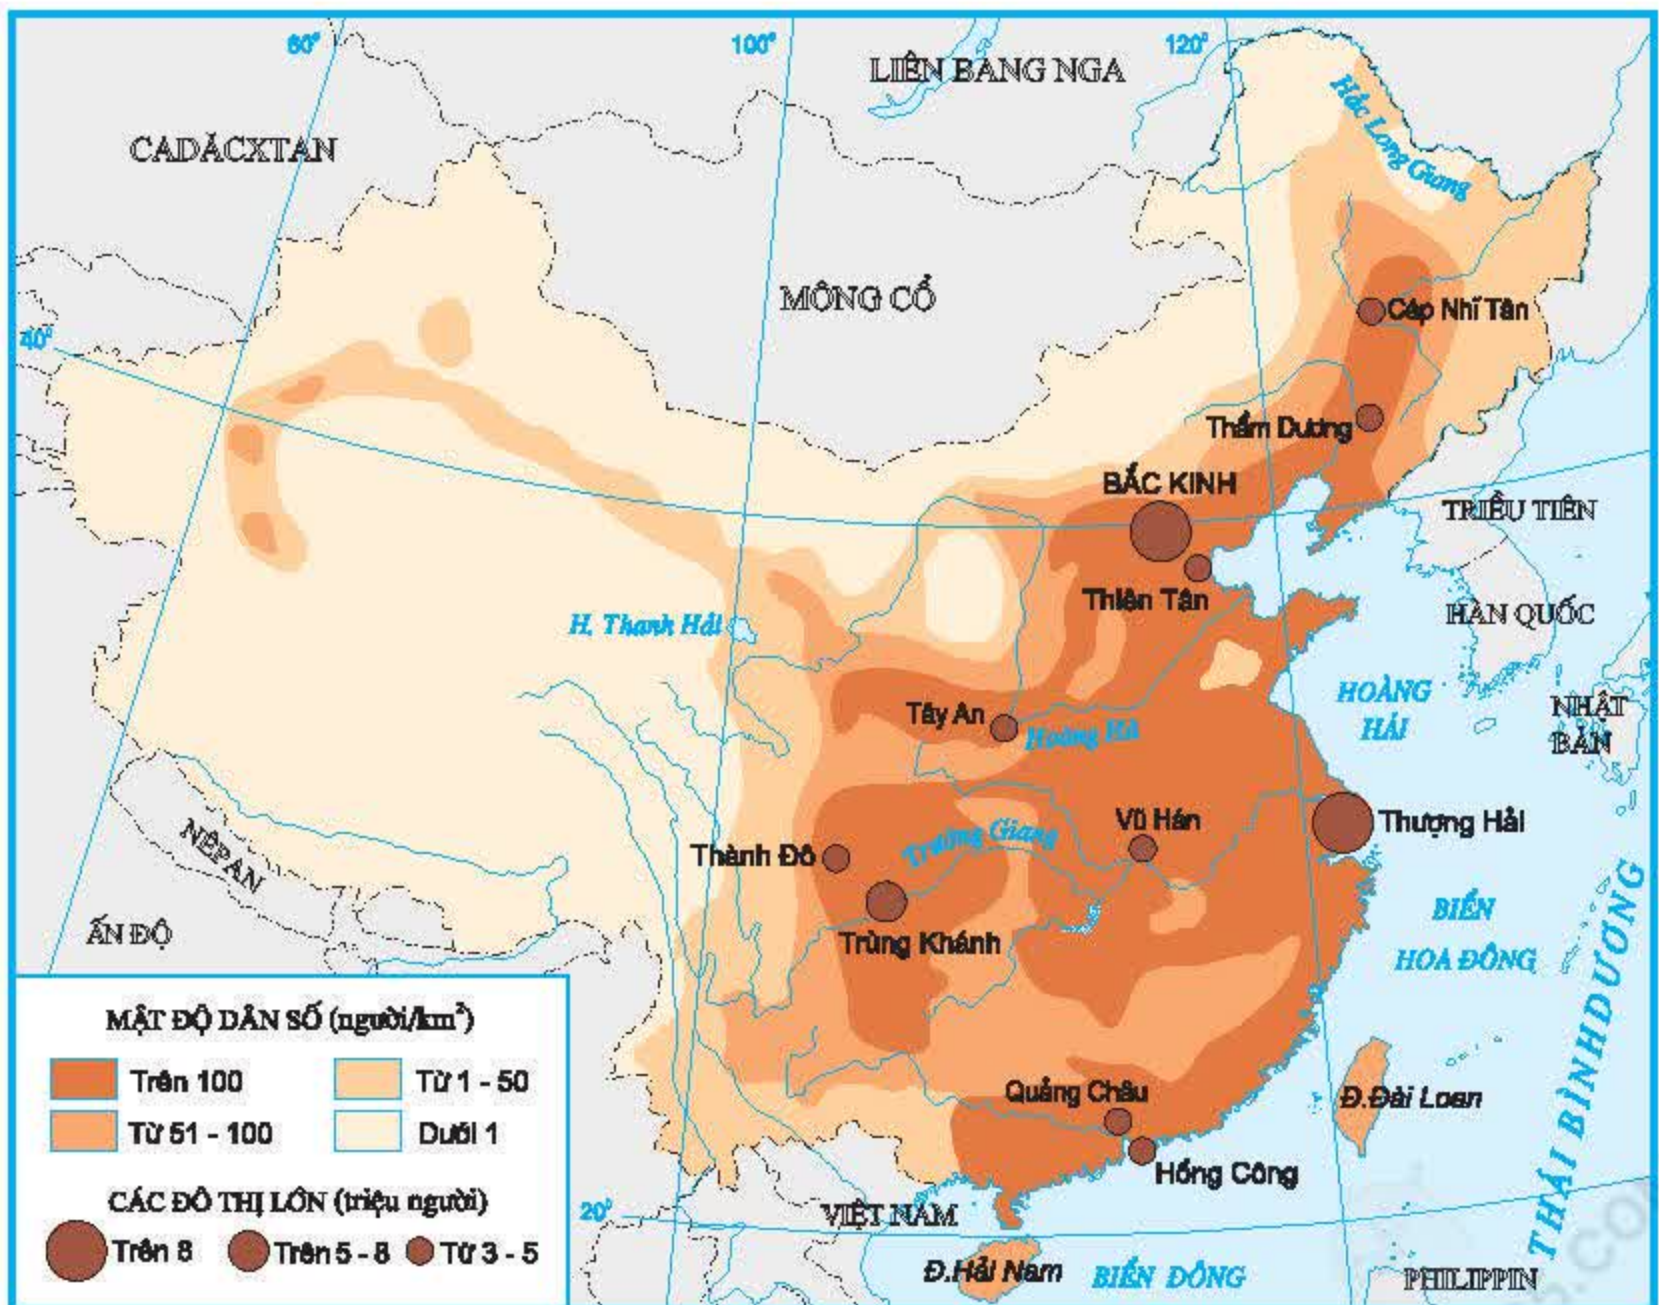 60°
100°
120°
LIÊN BANG NGA
Hắc Long Giang
CADĂCXTAN
MÔNG CỔ
Cáp Nhĩ Tân
40°
Thẩm Dương
BẮC KINH
TRIỀU TIÊN
Thiên Tân
HÀN QUỐC
H. Thanh Hải
HOÀNG
HẢI
NHẬT
BẢN
Tây An
Hoàng Hà
Vũ Hán
Thượng Hải
Trường Giang
Thành Đô
NÊPAN
Trùng Khánh
ẤN ĐỘ
BIỂN
HOA ĐÔNG
THÁI BÌNH DƯƠNG
Quảng Châu
Đ.Đài Loan
Hồng Công
VIỆT NAM
20°
Đ.Hải Nam
BIỂN ĐÔNG
PHILIPPIN
MẬT ĐỘ DÂN SỐ (người/km²)
Trên 100
Từ 1 - 50
Từ 51 - 100
Dưới 1
CÁC ĐÔ THỊ LỚN (triệu người)
Trên 8
Trên 5 - 8
Từ 3 - 5